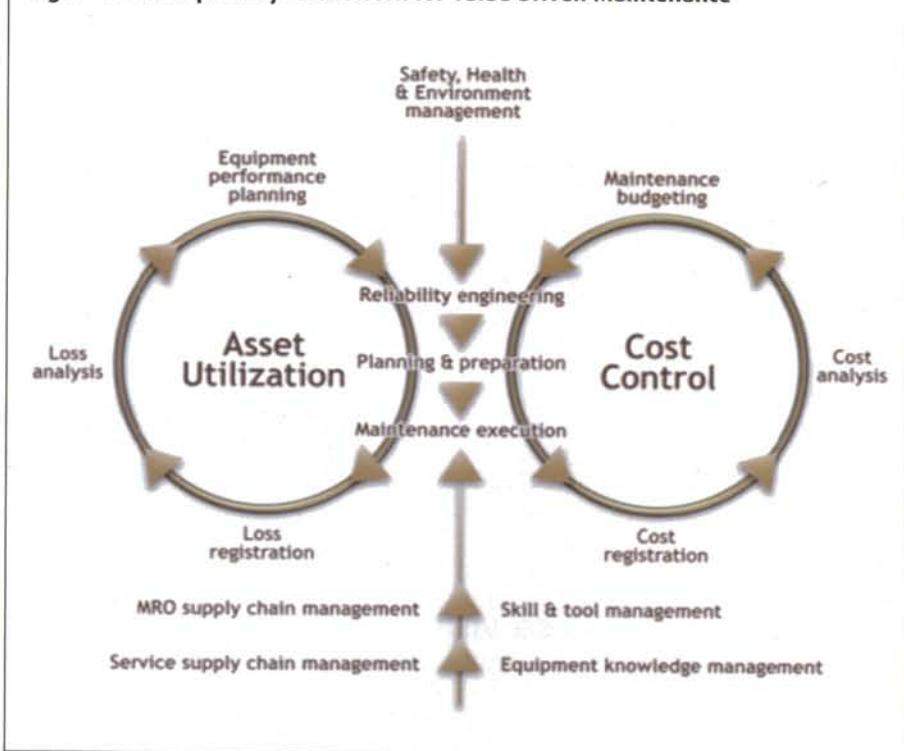 Safety, Health
& Environment
management
Equipment
performance
planning
Maintenance
budgeting
Reliability engineering
Loss
analysis
Asset
Utilization
Planning & preparation
Cost
Control
Cost
analysis
Maintenance execution
Loss
registration
Cost
registration
MRO supply chain management
Skill & tool management
Service supply chain management
Equipment knowledge management